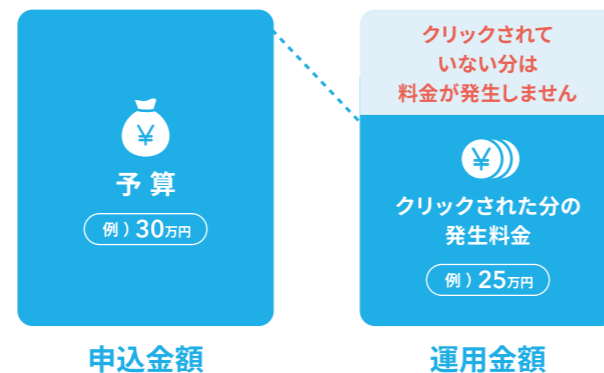 ¥
予算
例）30万円
申込金額
クリックされて
いない分は
料金が発生しません
¥
クリックされた分の
発生料金
例）25万円
運用金額